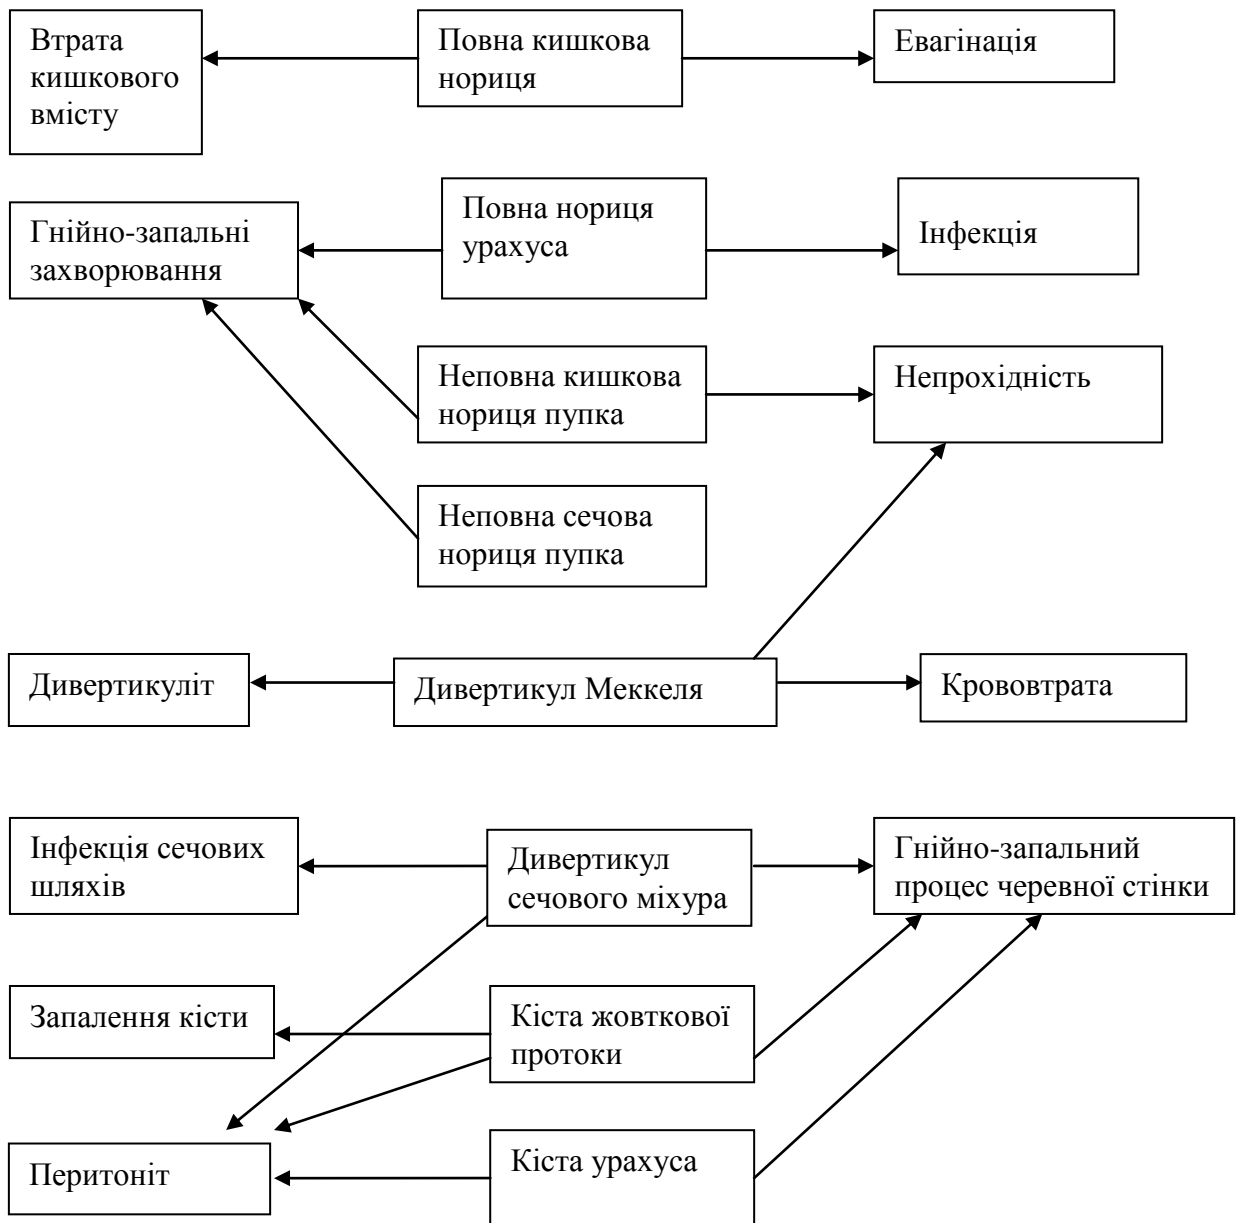 Втрата
кишкового
вмісту
Повна кишкова
нориця
Евагінація
Гнійно-запальні
захворювання
Повна нориця
урахуса
Інфекція
Неповна кишкова
нориця пупка
Непрохідність
Неповна сечова
нориця пупка
Дивертикуліт
Дивертикул Меккеля
Крововтрата
Інфекція сечових
шляхів
Дивертикул
сечового міхура
Гнійно-запальний
процес черевної стінки
Запалення кісти
Кіста жовткової
протоки
Перитоніт
Кіста урахуса